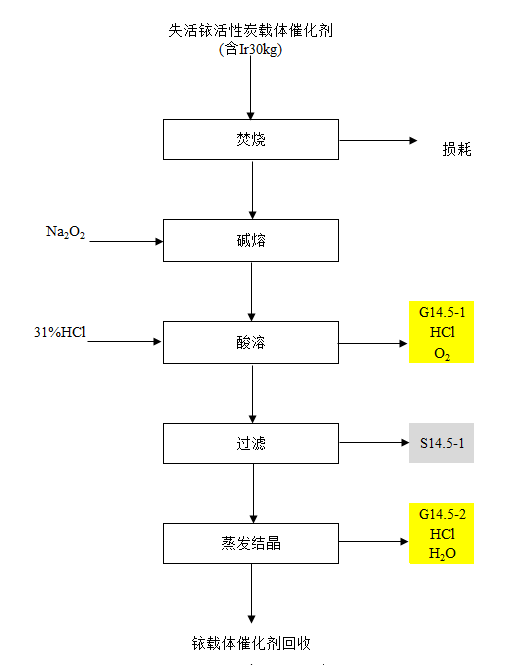 失活铱活性炭载体催化剂
(含Ir30kg)
焚烧
损耗
Na₂O₂
碱熔
31%HCl
酸溶
G14.5-1
HCl
O₂
过滤
S14.5-1
蒸发结晶
G14.5-2
HCl
H₂O
铱载体催化剂回收